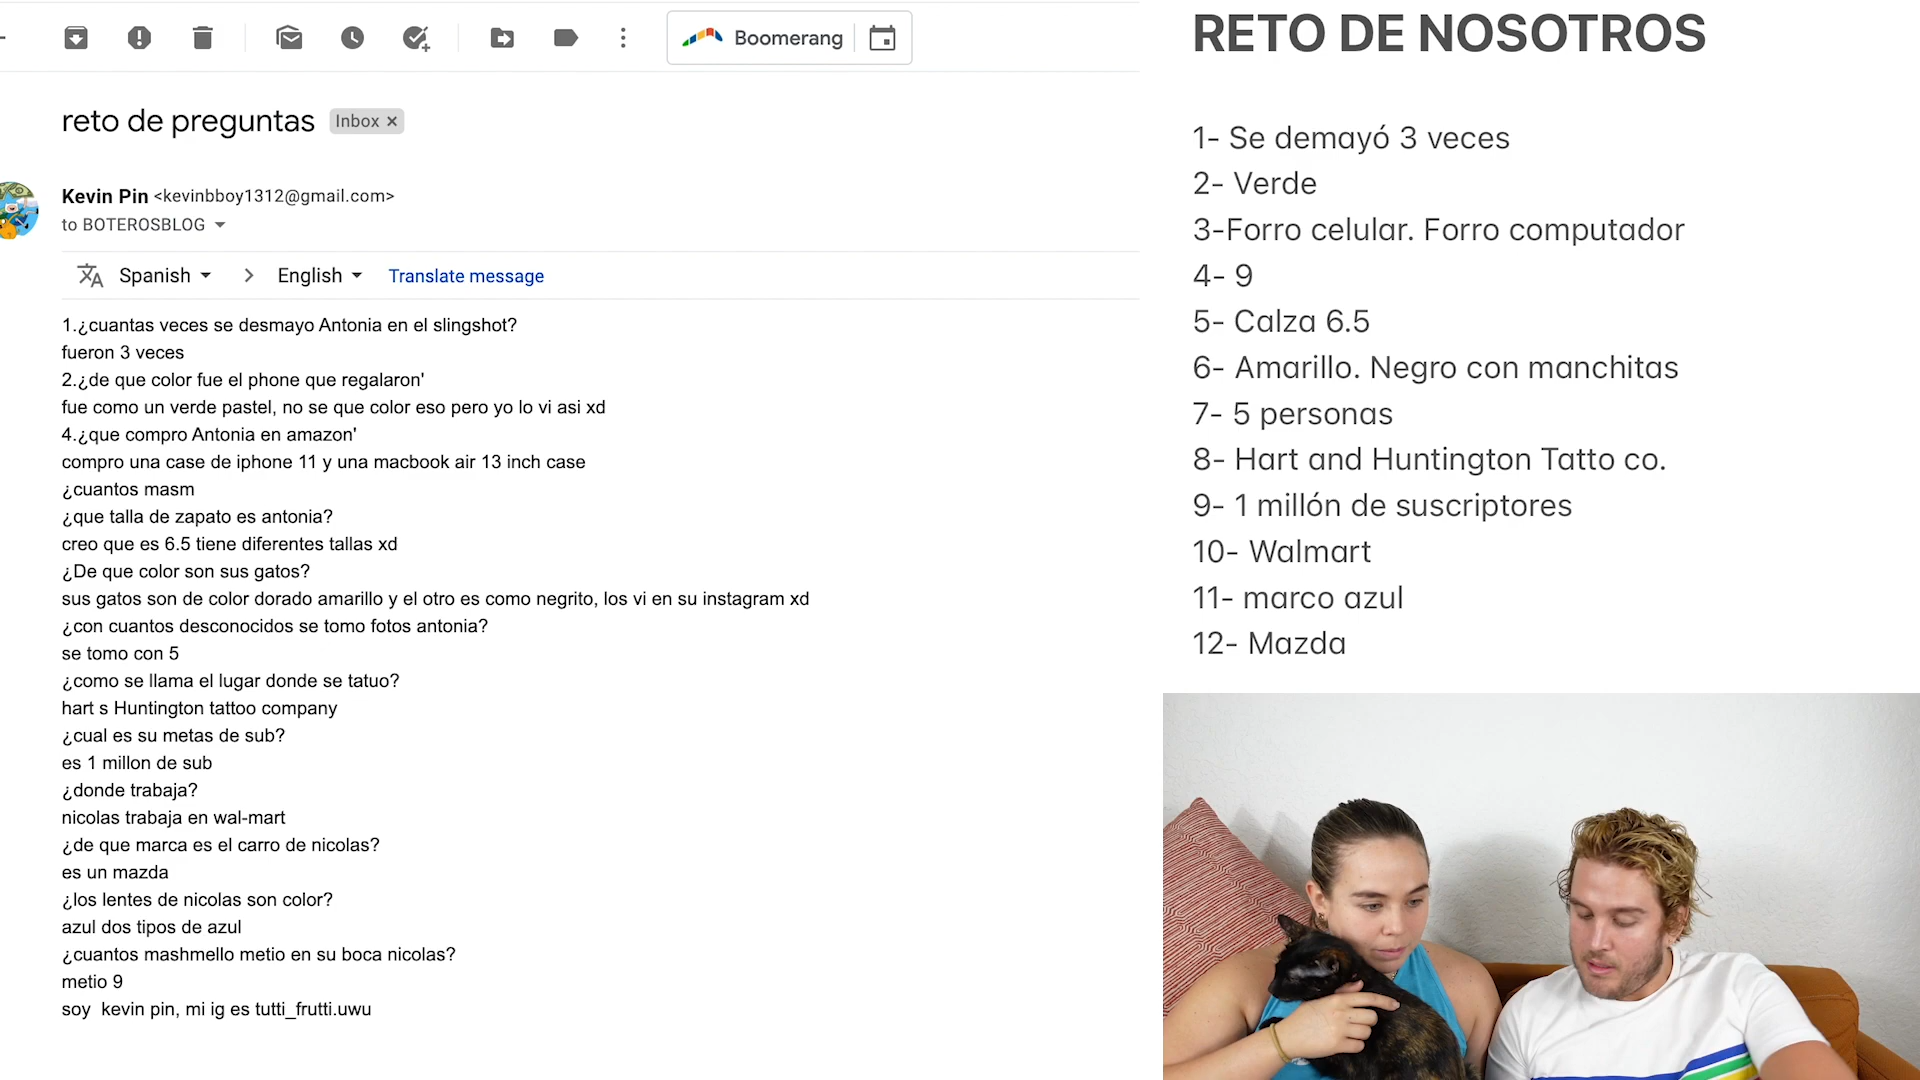 Boomerang
reto de preguntas
Inbox ×
Kevin Pin <kevinbboy1312@gmail.com>
to BOTEROSBLOG
Spanish > English Translate message
1.¿cuantas veces se desmayo Antonia en el slingshot?
fueron 3 veces
2.¿de que color fue el phone que regalaron'
fue como un verde pastel, no se que color eso pero yo lo vi asi xd
4.¿que compro Antonia en amazon'
compro una case de iphone 11 y una macbook air 13 inch case
¿cuantos masm
¿que talla de zapato es antonia?
creo que es 6.5 tiene diferentes tallas xd
¿De que color son sus gatos?
sus gatos son de color dorado amarillo y el otro es como negrito, los vi en su instagram xd
¿con cuantos desconocidos se tomo fotos antonia?
se tomo con 5
¿como se llama el lugar donde se tatuo?
hart s Huntington tattoo company
¿cual es su metas de sub?
es 1 millon de sub
¿donde trabaja?
nicolas trabaja en wal-mart
¿de que marca es el carro de nicolas?
es un mazda
¿los lentes de nicolas son color?
azul dos tipos de azul
¿cuantos mashmello metio en su boca nicolas?
metio 9
soy  kevin pin, mi ig es tutti_frutti.uwu
RETO DE NOSOTROS
1- Se demayó 3 veces
2- Verde
3-Forro celular. Forro computador
4- 9
5- Calza 6.5
6- Amarillo. Negro con manchitas
7- 5 personas
8- Hart and Huntington Tatto co.
9- 1 millón de suscriptores
10- Walmart
11- marco azul
12- Mazda